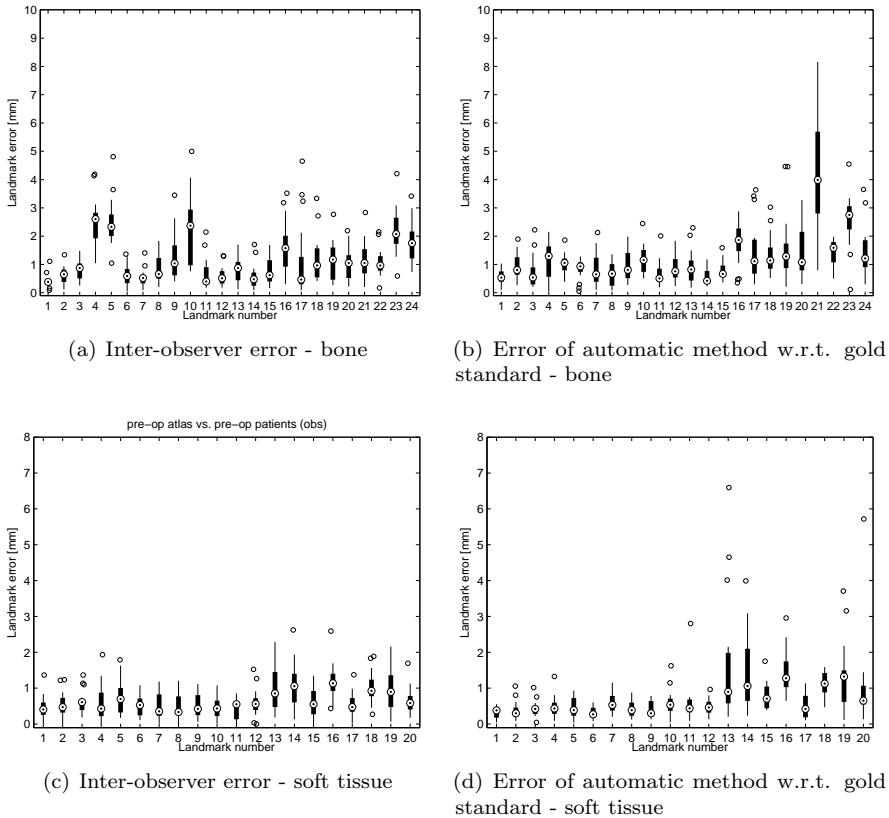 10
9
8
7
6
5
4
3
2
1
0
Landmark error [mm]
1 2 3 4 5 6 7 8 9 10 11 12 13 14 15 16 17 18 19 20 21 22 23 24
Landmark number
(a) Inter-observer error - bone
10
9
8
7
6
5
4
3
2
1
0
Landmark error [mm]
1 2 3 4 5 6 7 8 9 10 11 12 13 14 15 16 17 18 19 20 21 22 23 24
Landmark number
(b) Error of automatic method w.r.t. gold
standard - bone
pre-op atlas vs. pre-op patients (obs)
8
7
6
5
4
3
2
1
0
Landmark error [mm]
1 2 3 4 5 6 7 8 9 10 11 12 13 14 15 16 17 18 19 20
Landmark number
(c) Inter-observer error - soft tissue
8
7
6
5
4
3
2
1
0
Landmark error [mm]
1 2 3 4 5 6 7 8 9 10 11 12 13 14 15 16 17 18 19 20
Landmark number
(d) Error of automatic method w.r.t. gold
standard - soft tissue